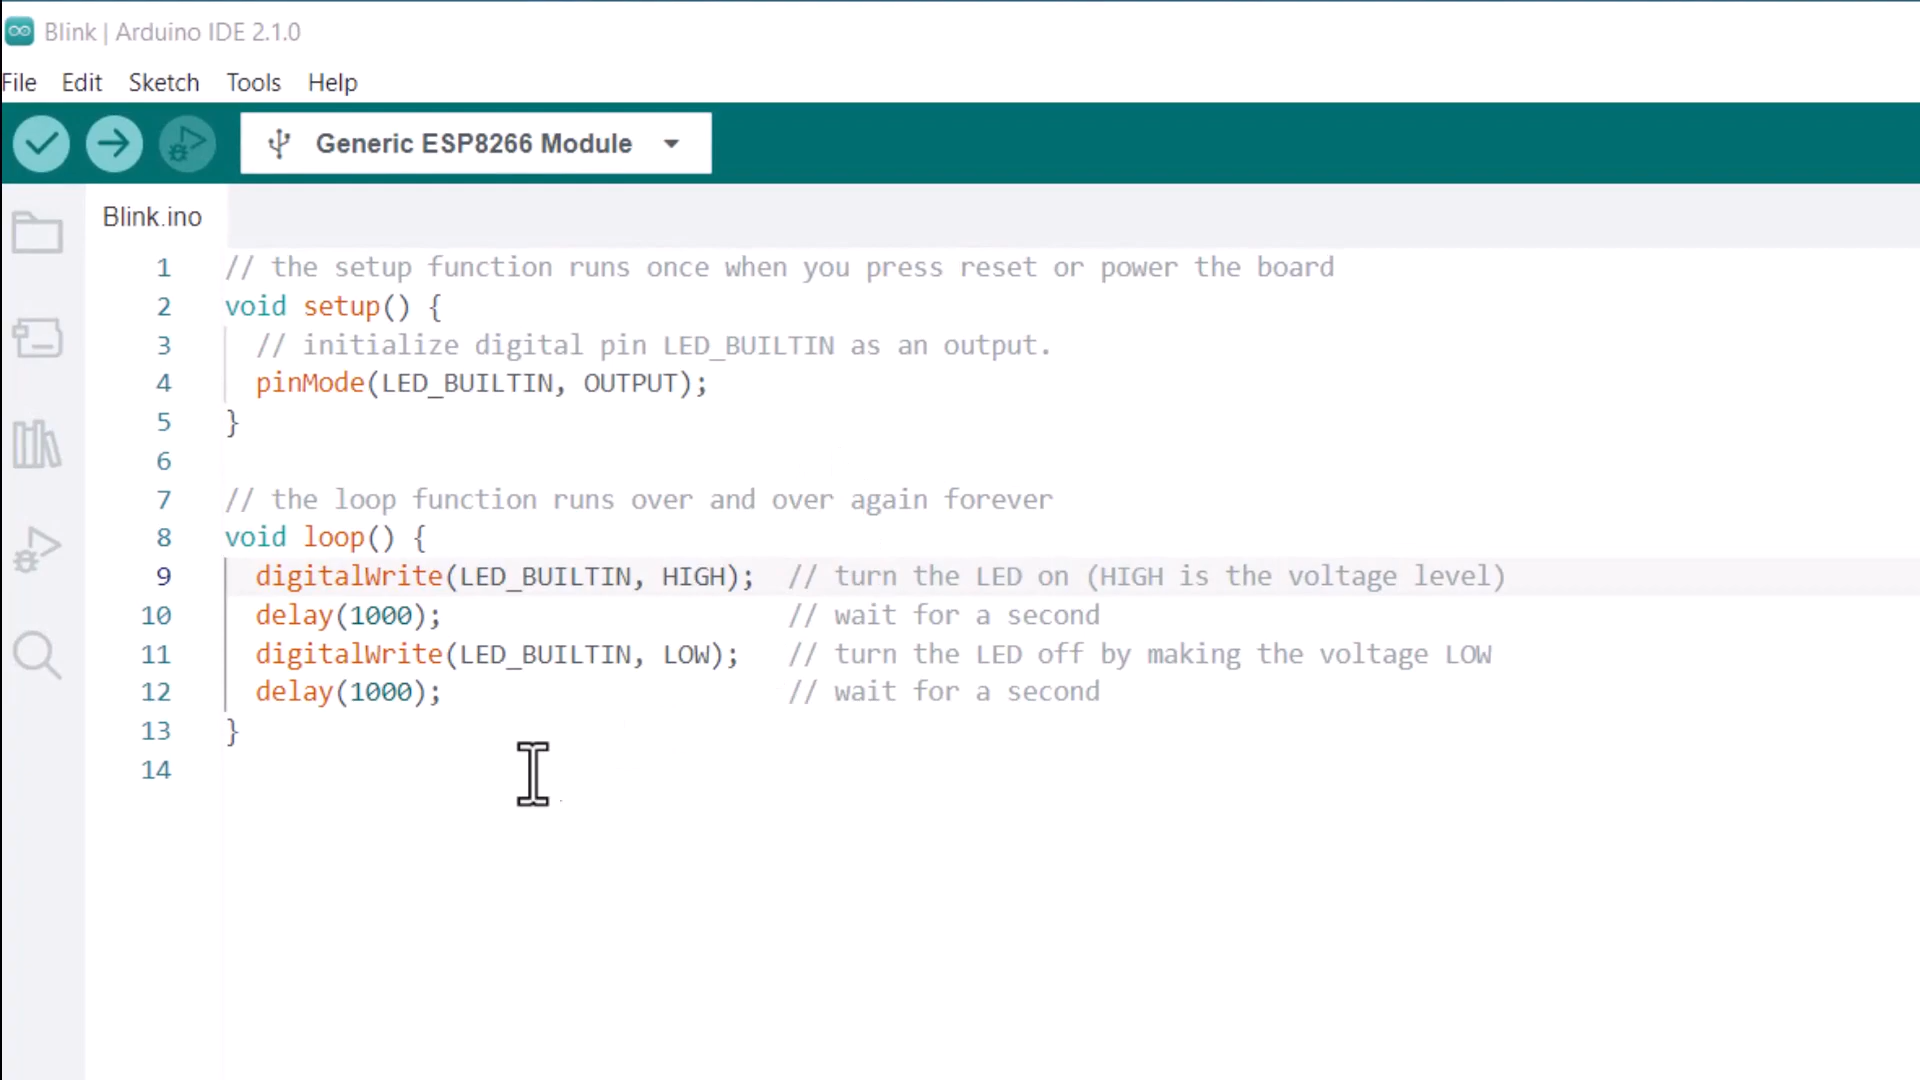 Blink | Arduino IDE 2.1.0
File Edit Sketch Tools Help
Generic ESP8266 Module
Blink.ino
1 // the setup function runs once when you press reset or power the board
2 void setup() {
3   // initialize digital pin LED_BUILTIN as an output.
4   pinMode(LED_BUILTIN, OUTPUT);
5 }
6
7 // the loop function runs over and over again forever
8 void loop() {
9   digitalWrite(LED_BUILTIN, HIGH);  // turn the LED on (HIGH is the voltage level)
10   delay(1000);                      // wait for a second
11   digitalWrite(LED_BUILTIN, LOW);   // turn the LED off by making the voltage LOW
12   delay(1000);                      // wait for a second
13 }
14